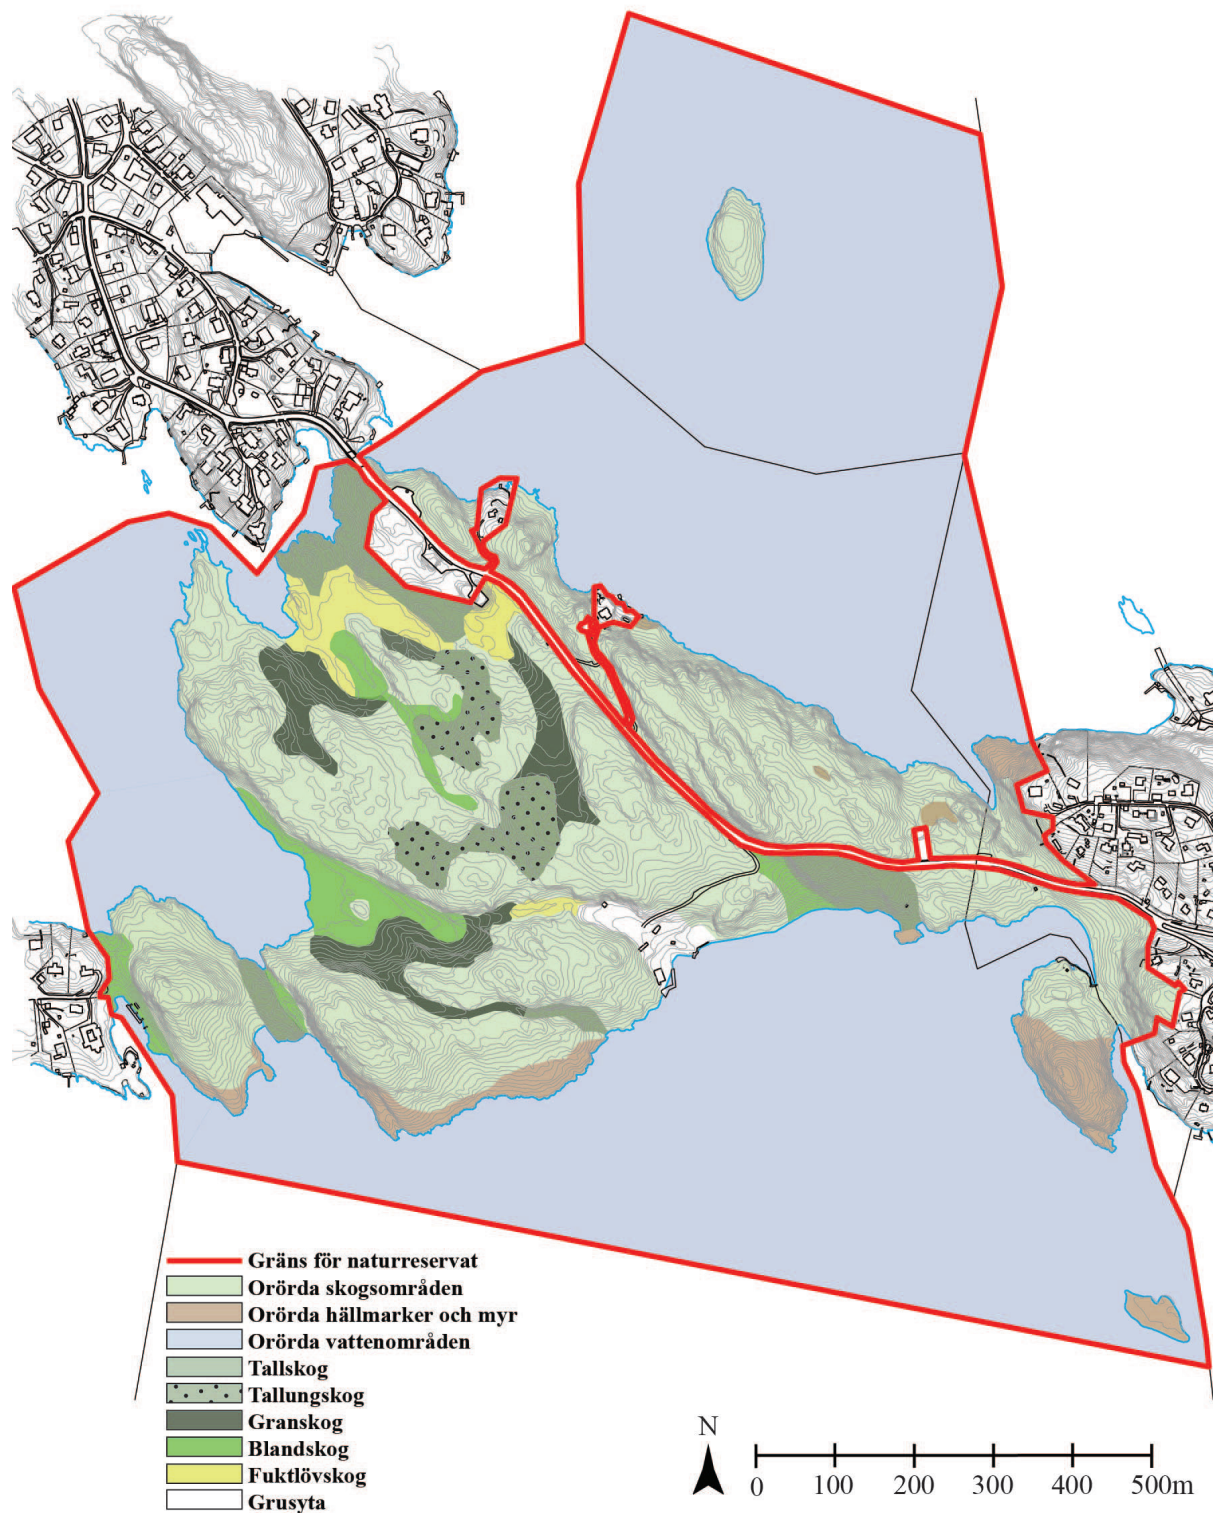 Gräns för naturreservat
Orörda skogsområden
Orörda hällmarker och myr
Orörda vattenområden
Tallskog
Tallungskog
Granskog
Blandskog
Fuktlövskog
Grusyta
N
0 100 200 300 400 500m